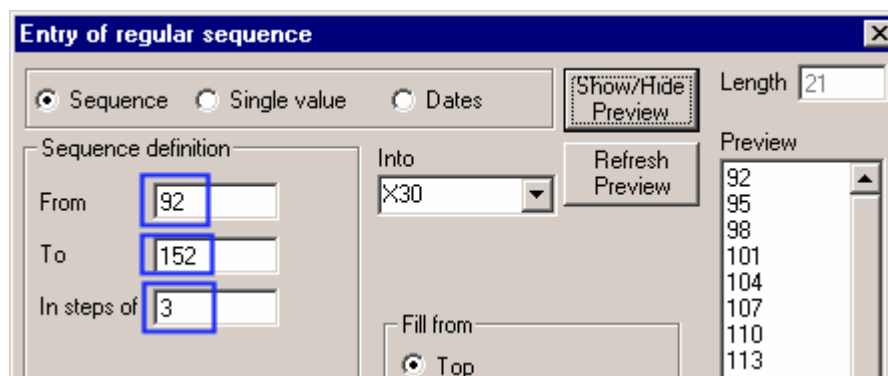 Entry of regular sequence
Sequence Single value Dates
Show/Hide
Preview
Length 21
Sequence definition
From 92
To 152
In steps of 3
Into
X30
Refresh
Preview
Fill from
Top
Preview
92
95
98
101
104
107
110
113